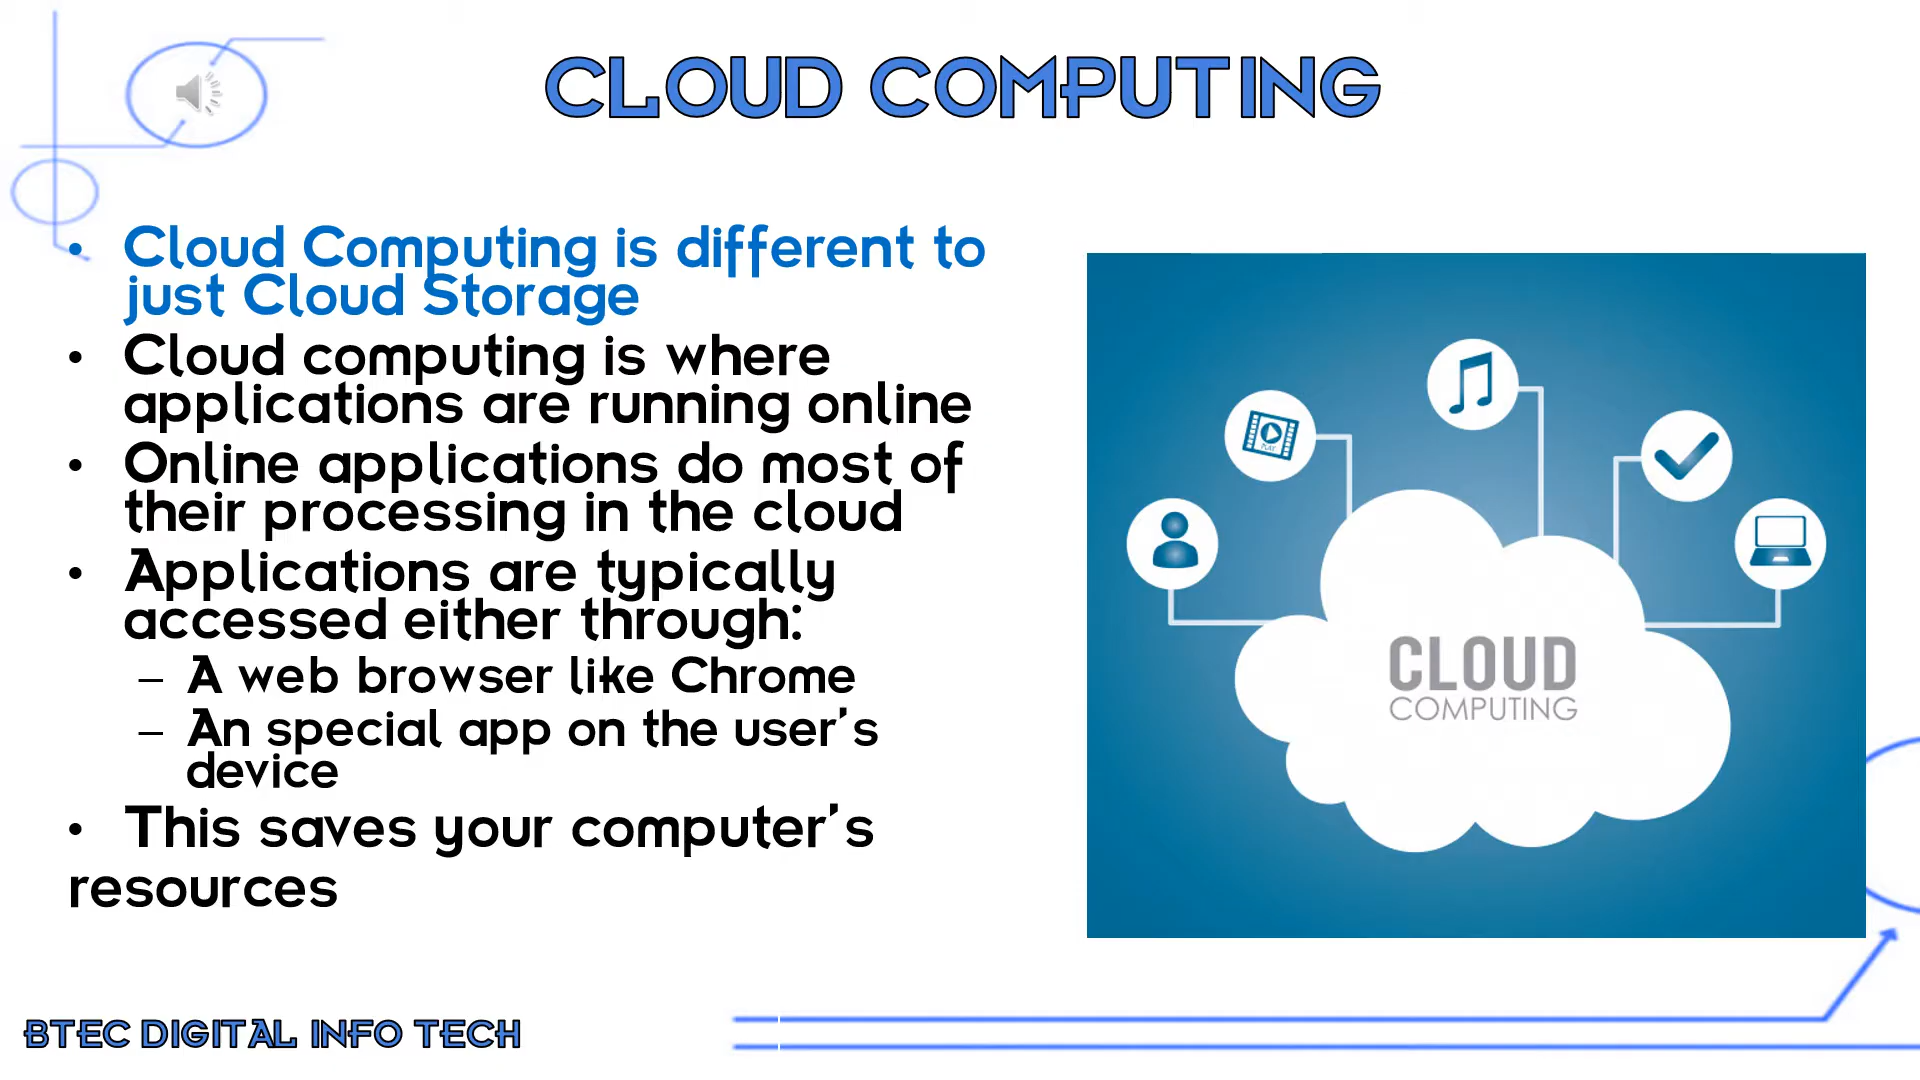 CLOUD COMPUTING
• Cloud Computing is different to
just Cloud Storage
• Cloud computing is where
applications are running online
• Online applications do most of
their processing in the cloud
• Applications are typically
accessed either through:
– A web browser like Chrome
– An special app on the user's
device
• This saves your computer's
resources
CLOUD
COMPUTING
BTEC DIGITAL INFO TECH